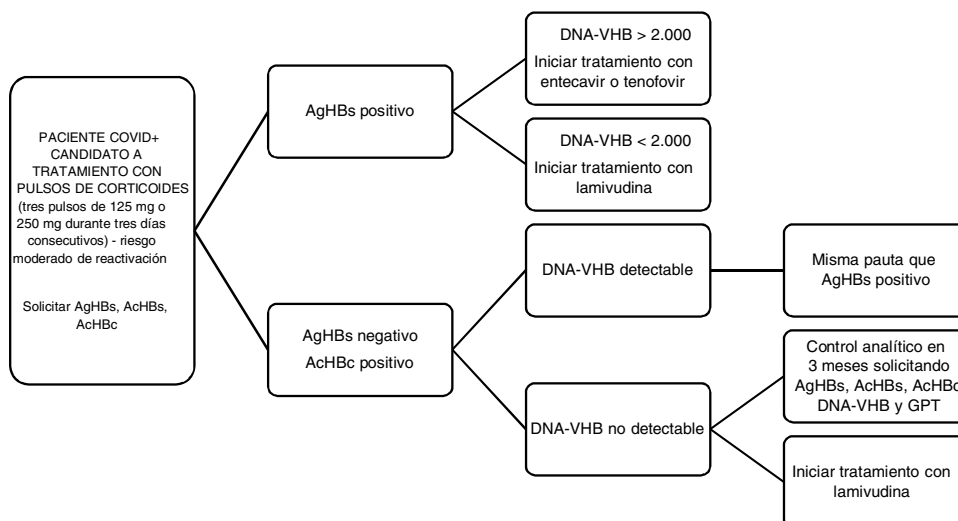 PACIENTE COVID+
CANDIDATO A
TRATAMIENTO CON
PULSOS DE CORTICOIDES
(tres pulsos de 125 mg o
250 mg durante tres días
consecutivos) - riesgo
moderado de reactivación
Solicitar AgHBs, AcHBs,
AcHBc
AgHBs positivo
DNA-VHB > 2.000
Iniciar tratamiento con
entecavir o tenofovir
DNA-VHB < 2.000
Iniciar tratamiento con
lamivudina
AgHBs negativo
AcHBc positivo
DNA-VHB detectable
Misma pauta que
AgHBs positivo
DNA-VHB no detectable
Control analítico en
3 meses solicitando
AgHBs, AcHBs, AcHBc
DNA-VHB y GPT
Iniciar tratamiento con
lamivudina